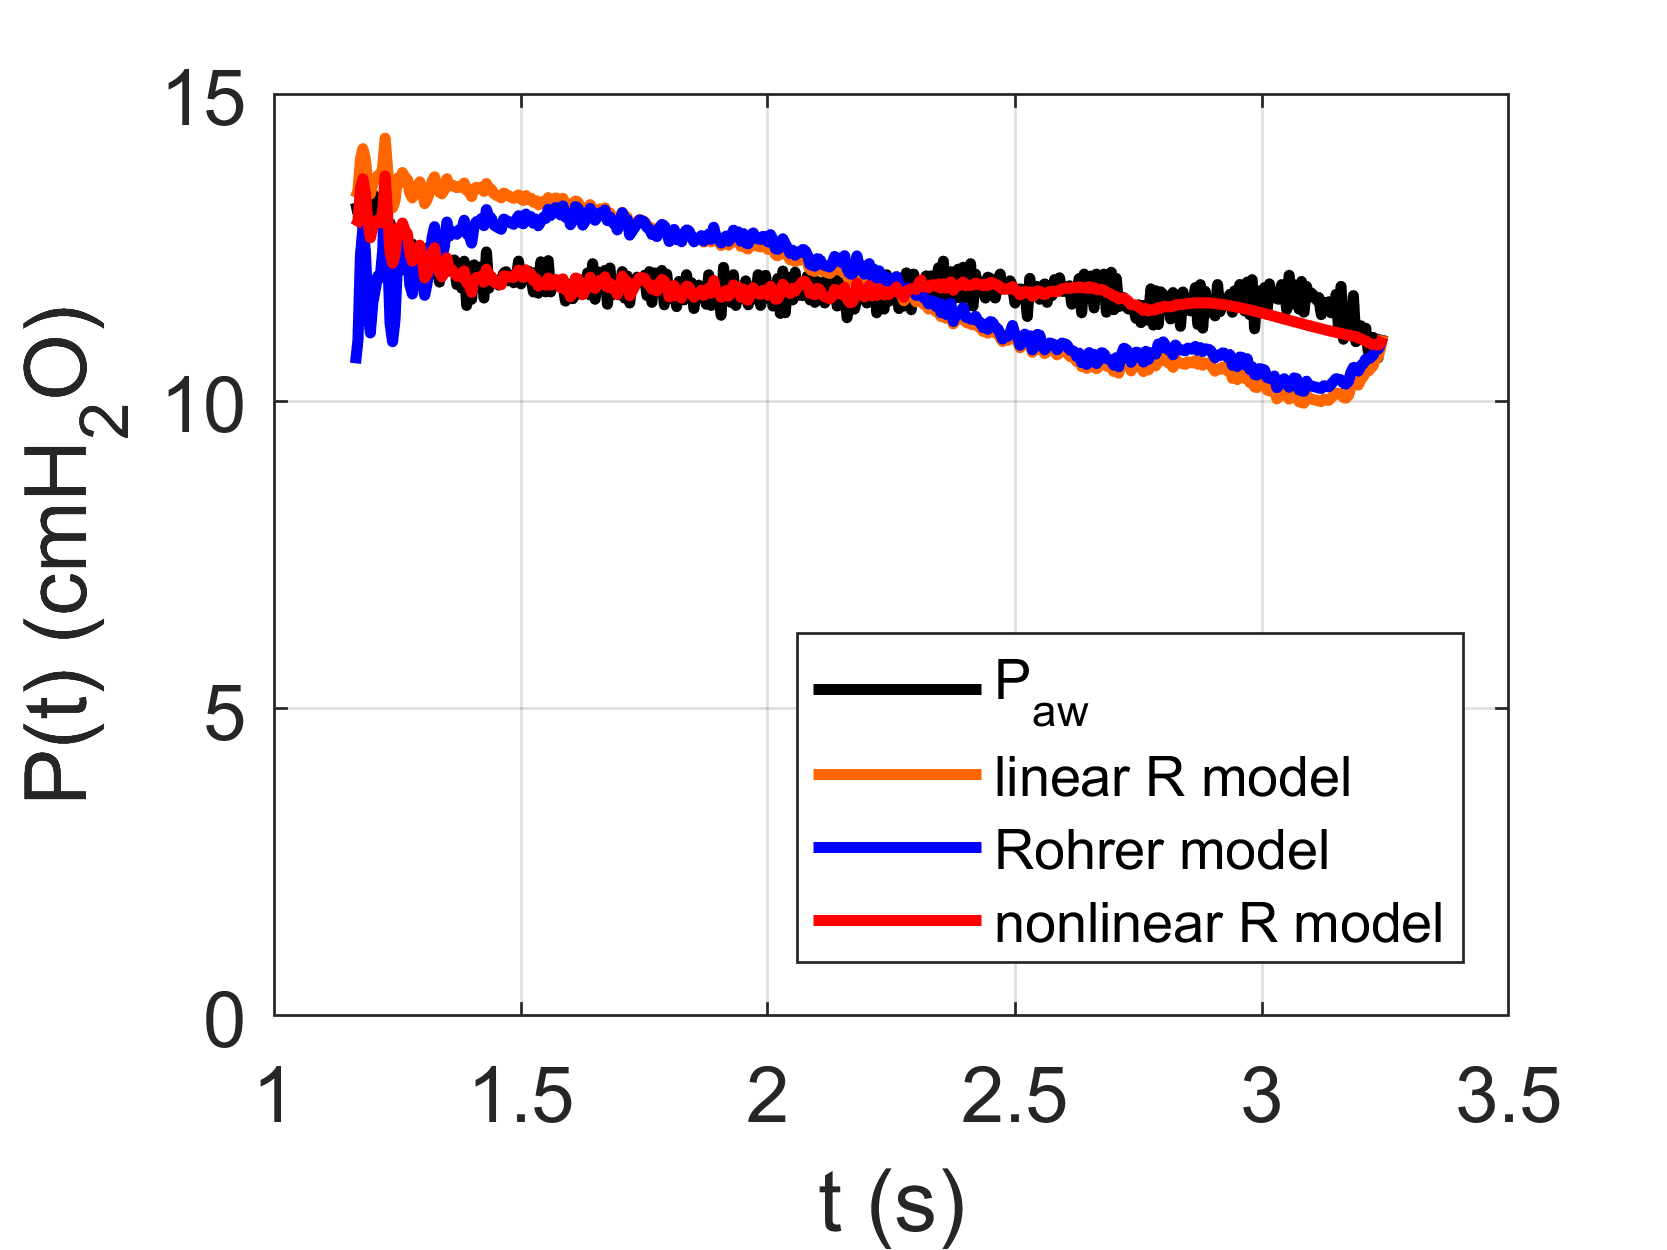 15
10
5
0
1 1.5 2 2.5 3 3.5
P(t) (cmH₂O)
t (s)
Paw
linear R model
Rohrer model
nonlinear R model